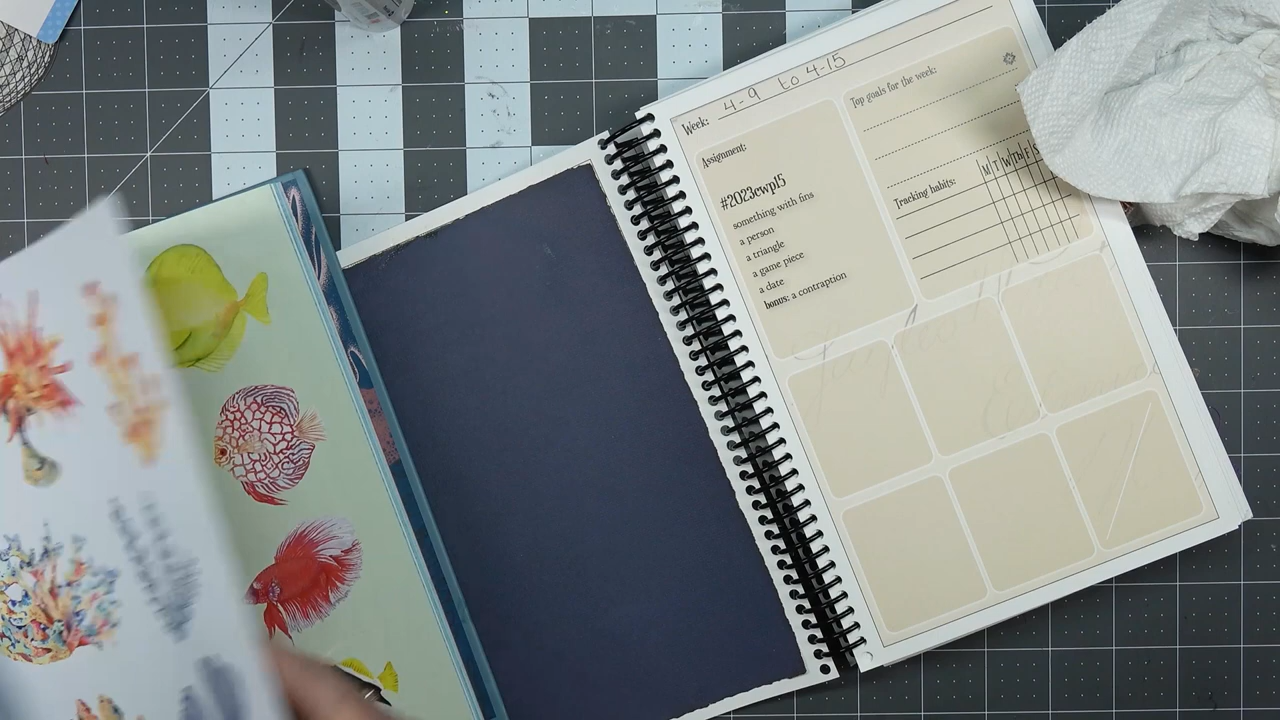 Week: 4-9 to 4-15
Assignment:
#2023cwp15
something with fins
a person
a triangle
a game piece
a date
bonus: a contraption
Top goals for the week:
Tracking habits:
M T W Th F S